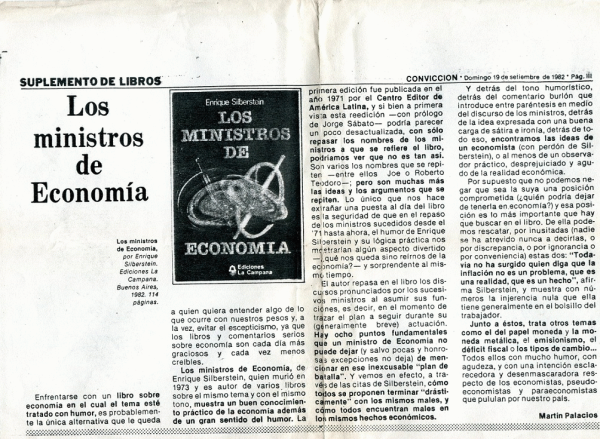 SUPLEMENTO DE LIBROS
CONVICCION * Domingo 19 de setiembre de 1982 * Pág. III
Los
ministros
de
Economía
Enrique Silberstein
LOS
MINISTROS
DE
ECONOMIA
Ediciones
La Campana
Los ministros
de Economía,
por Enrique
Silberstein.
Ediciones La
Campana.
Buenos Aires,
1982. 114
páginas.
Enfrentarse con un libro sobre
economía en el cual el tema esté
tratado con humor, es probablemen-
te la única alternativa que le queda
a quien quiera entender algo de lo
que ocurre con nuestros pesos y, a
la vez, evitar el escepticismo, ya que
los libros y comentarios serios
sobre economía son cada día más
graciosos y cada vez menos
creíbles.
Los ministros de Economía, de
Enrique Silberstein, quien murió en
1973 y es autor de varios libros
sobre el mismo tema y con el mismo
tono, muestra un buen conocimien-
to práctico de la economía además
de un gran sentido del humor. La
primera edición fue publicada en el
año 1971 por el Centro Editor de
América Latina, y si bien a primera
vista esta reedición —con prólogo
de Jorge Sábato— podría parecer
un poco desactualizada, con sólo
repasar los nombres de los mi-
nistros a que se refiere el libro,
podríamos ver que no es tan así.
Son varios los nombres que se repi-
ten —entre ellos Joe o Roberto
Teodoro—; pero son muchas más
las ideas y los argumentos que se
repiten. Lo único que nos hace
extrañar una puesta al día del libro
es la seguridad de que en el repaso
de los ministros sucedidos desde el
'71 hasta ahora, el humor de Enrique
Silberstein y su lógica práctica nos
mostrarían algún aspecto divertido
—¿qué nos queda sino reírnos de la
economía?— y sorprendente al mis-
mo tiempo.
El autor repasa en el libro los dis-
cursos pronunciados por los sucesi-
vos ministros al asumir sus fun-
ciones, es decir, en el momento de
trazar el plan a seguir durante su
(generalmente breve) actuación.
Hay ocho puntos fundamentales
que un ministro de Economía no
puede dejar (y salvo pocas y honro-
sas excepciones no deja) de men-
cionar en ese inexcusable "plan de
batalla". Y vemos en efecto, a tra-
vés de las citas de Silberstein, cómo
todos se proponen terminar "drásti-
camente" con los mismos males, y
cómo todos encuentran males en
los mismos hechos económicos.
Y detrás del tono humorístico,
detrás del comentario burlón que
introduce entre paréntesis en medio
del discurso de los ministros, detrás
de la idea expresada con una buena
carga de sátira e ironía, detrás de to-
do eso, encontramos las ideas de
un economista (con perdón de Sil-
berstein), o al menos de un observa-
dor práctico, desprejuiciado y agu-
do de la realidad económica.
Por supuesto que no podemos ne-
gar que sea la suya una posición
comprometida (¿quién podría dejar
de tenerla en economía?) y esa posi-
ción es lo más importante que hay
que buscar en el libro. De ella pode-
mos rescatar, por inusitadas (nadie
se ha atrevido nunca a decirlas, o
por discreción, o por ignorancia o
por conveniencia) estas dos: "Toda-
vía no ha surgido quien diga que la
inflación no es un problema, que es
una realidad, que es un hecho", afir-
ma Silberstein, y muestra con nú-
meros la injerencia nula que ella
tiene generalmente en el bolsillo del
trabajador.
Junto a éstos, trata otros temas
como el del papel moneda y la mo-
neda metálica, el emisionismo, el
déficit fiscal o los tipos de cambio...
Todos ellos con mucho humor, con
agudeza, y con una intención escla-
recedora y desenmascaradora res-
pecto de los economistas, pseudo-
economistas y paraeconomistas
que pululan por nuestro país.
Martín Palacios